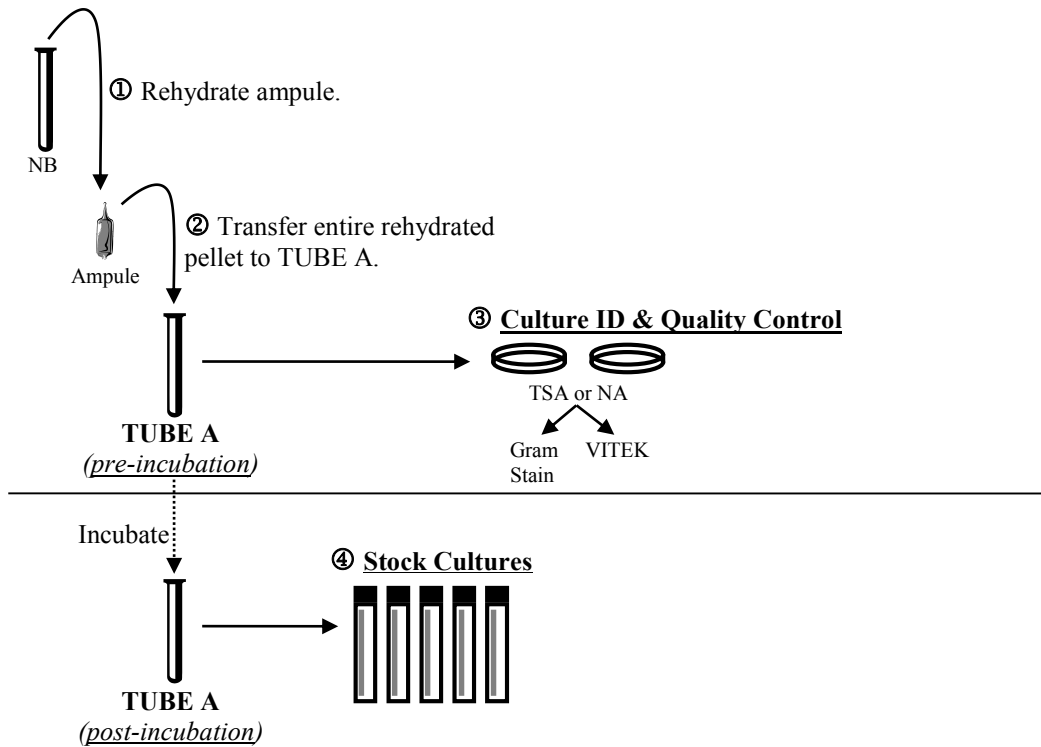 ① Rehydrate ampule.
NB
② Transfer entire rehydrated
pellet to TUBE A.
Ampule
③ Culture ID & Quality Control
TSA or NA
TUBE A
(pre-incubation)
Gram
Stain
VITEK
Incubate
④ Stock Cultures
TUBE A
(post-incubation)